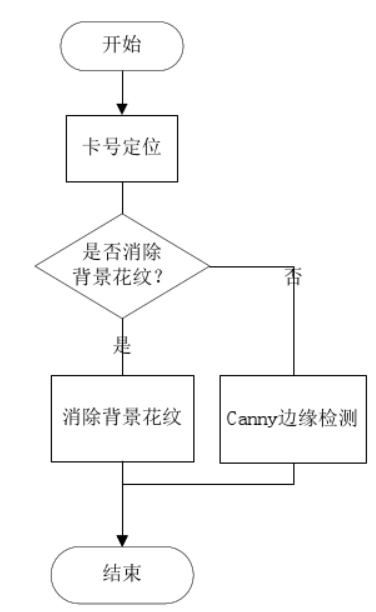 开始
卡号定位
是否消除
背景花纹？
否
是
消除背景花纹
Canny边缘检测
结束